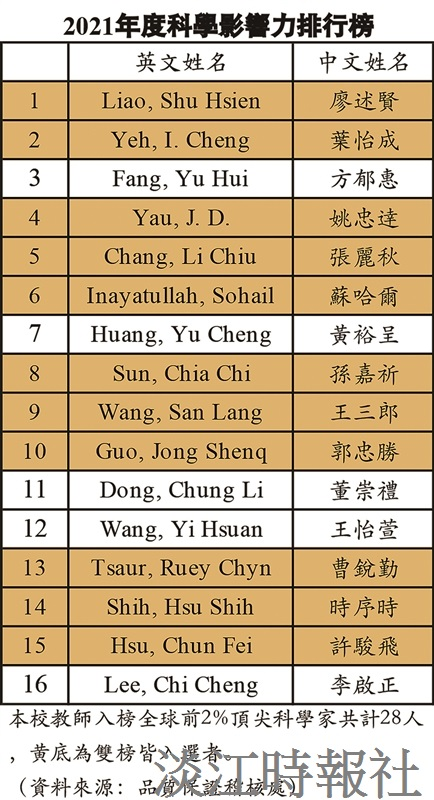 2021年度科學影響力排行榜
英文姓名 中文姓名
1 Liao, Shu Hsien 廖述賢
2 Yeh, I. Cheng 葉怡成
3 Fang, Yu Hui 方郁惠
4 Yau, J. D. 姚忠達
5 Chang, Li Chiu 張麗秋
6 Inayatullah, Sohail 蘇哈爾
7 Huang, Yu Cheng 黃裕呈
8 Sun, Chia Chi 孫嘉祈
9 Wang, San Lang 王三郎
10 Guo, Jong Shenq 郭忠勝
11 Dong, Chung Li 董崇禮
12 Wang, Yi Hsuan 王怡萱
13 Tsaur, Ruey Chyn 曹銳勤
14 Shih, Hsu Shih 時序時
15 Hsu, Chun Fei 許駿飛
16 Lee, Chi Cheng 李啟正
本校教師入榜全球前2%頂尖科學家共計28人
，黃底為雙榜皆入選者。
（資料來源：品質保證稽核處）
淡江時報社